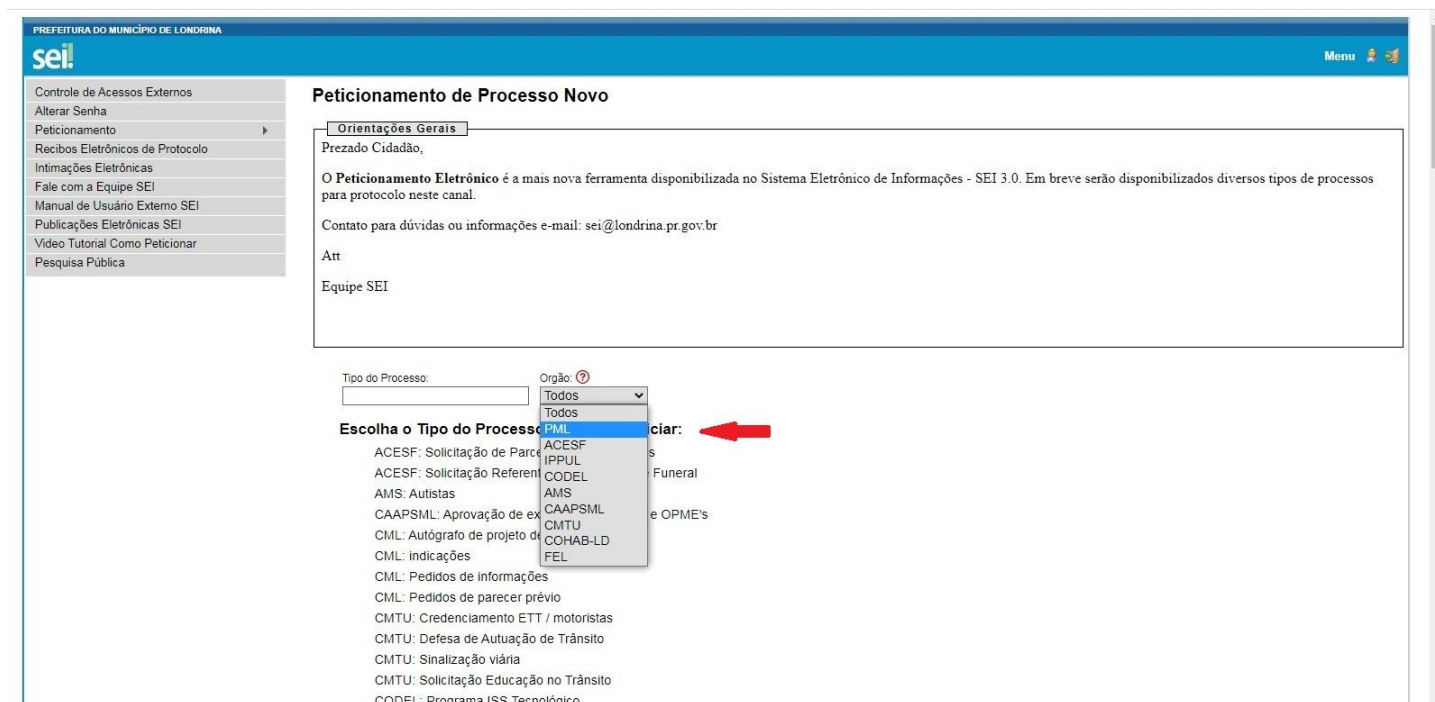 PREFEITURA DO MUNICÍPIO DE LONDRINA
sei!
Menu
Controle de Acessos Externos
Alterar Senha
Peticionamento
Recibos Eletrônicos de Protocolo
Intimações Eletrônicas
Fale com a Equipe SEI
Manual de Usuário Externo SEI
Publicações Eletrônicas SEI
Video Tutorial Como Peticionar
Pesquisa Pública
Peticionamento de Processo Novo
Orientações Gerais
Prezado Cidadão,
O Peticionamento Eletrônico é a mais nova ferramenta disponibilizada no Sistema Eletrônico de Informações - SEI 3.0. Em breve serão disponibilizados diversos tipos de processos
para protocolo neste canal.
Contato para dúvidas ou informações e-mail: sei@londrina.pr.gov.br
Att
Equipe SEI
Tipo do Processo:
Orgão: ?
Todos
Todos
PML
ACESF
IPPUL
CODEL
AMS
CAAPSML
CMTU
COHAB-LD
FEL
Escolha o Tipo do Processo iciar:
ACESF: Solicitação de Parce s
ACESF: Solicitação Referent Funeral
AMS: Autistas
CAAPSML: Aprovação de ex e OPME's
CML: Autógrafo de projeto de
CML: indicações
CML: Pedidos de informações
CML: Pedidos de parecer prévio
CMTU: Credenciamento ETT / motoristas
CMTU: Defesa de Autuação de Trânsito
CMTU: Sinalização viária
CMTU: Solicitação Educação no Trânsito
CODEL: Programa ISS Tecnológico